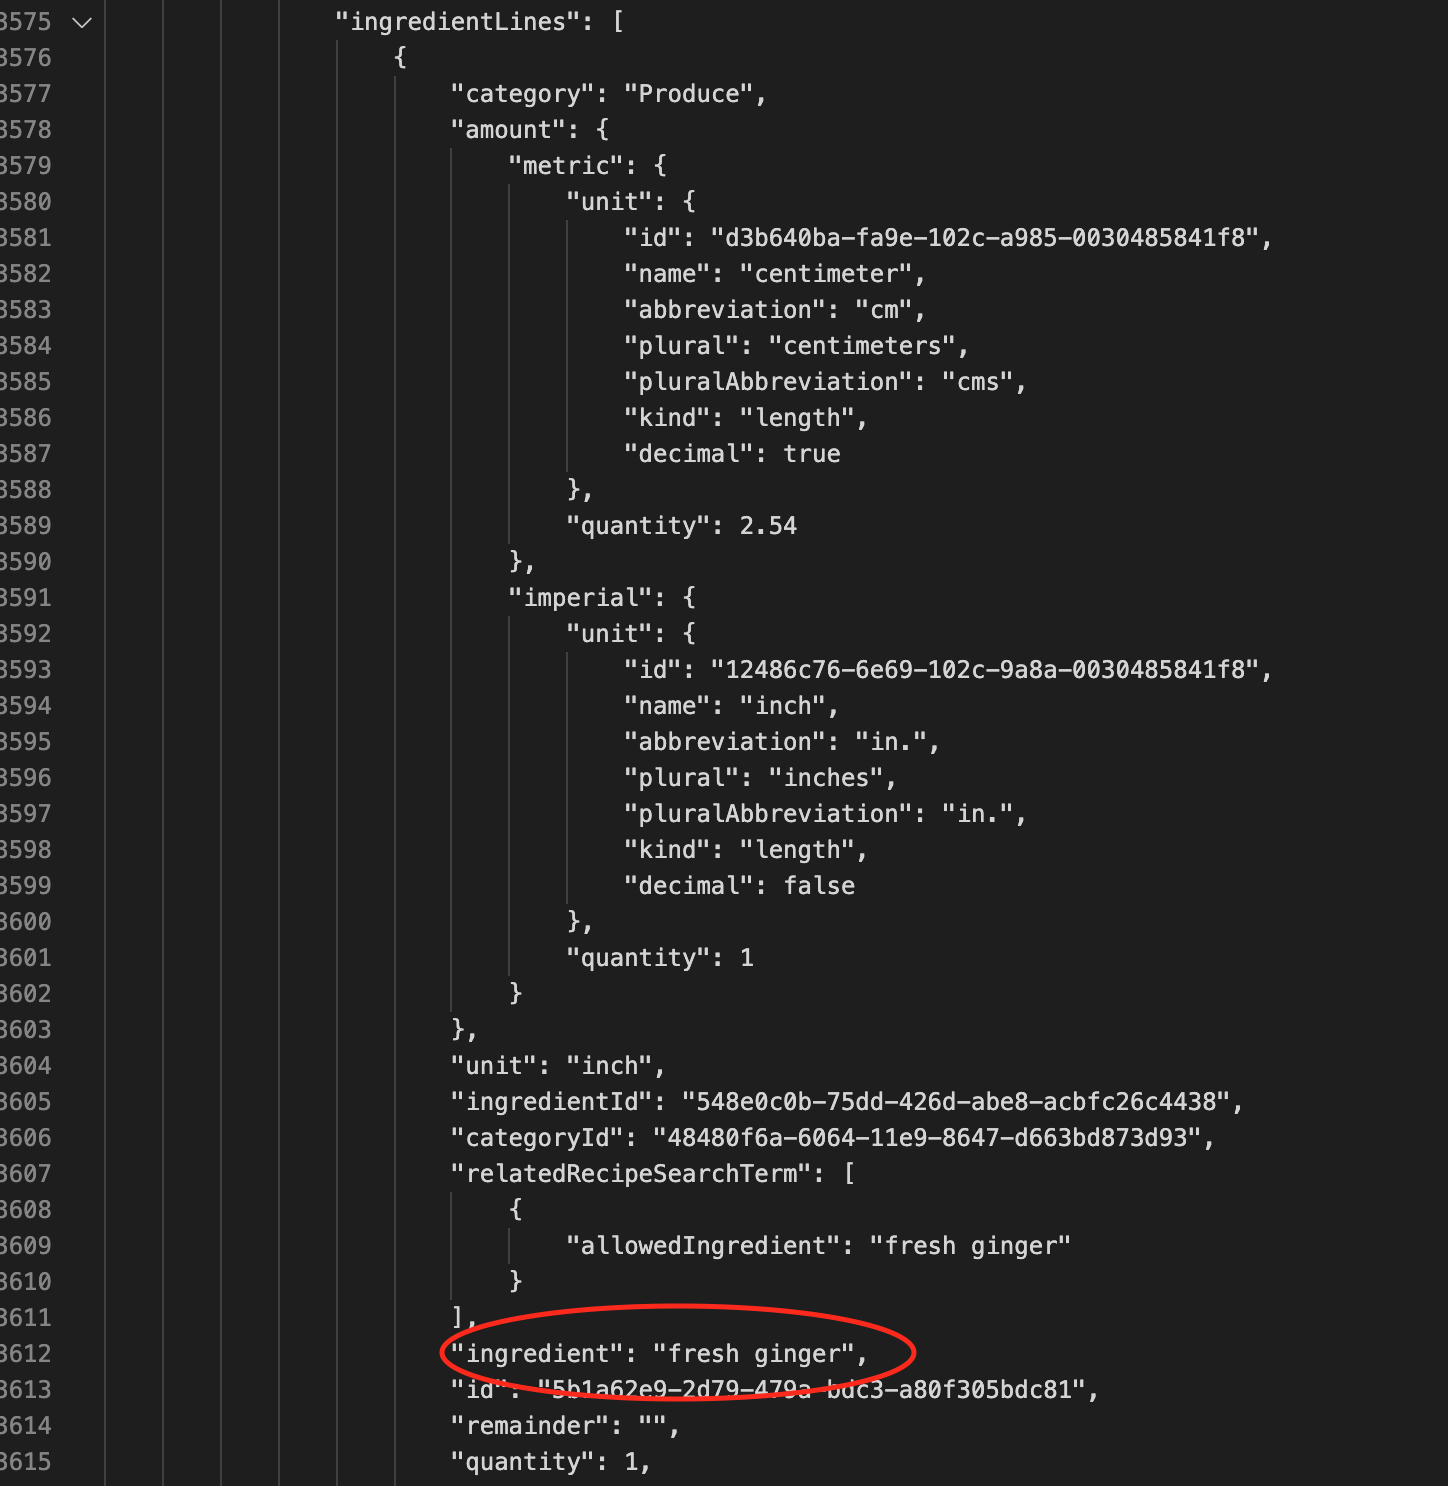 3575 "ingredientLines": [
3576 {
3577 "category": "Produce",
3578 "amount": {
3579 "metric": {
3580 "unit": {
3581 "id": "d3b640ba-fa9e-102c-a985-0030485841f8",
3582 "name": "centimeter",
3583 "abbreviation": "cm",
3584 "plural": "centimeters",
3585 "pluralAbbreviation": "cms",
3586 "kind": "length",
3587 "decimal": true
3588 },
3589 "quantity": 2.54
3590 },
3591 "imperial": {
3592 "unit": {
3593 "id": "12486c76-6e69-102c-9a8a-0030485841f8",
3594 "name": "inch",
3595 "abbreviation": "in.",
3596 "plural": "inches",
3597 "pluralAbbreviation": "in.",
3598 "kind": "length",
3599 "decimal": false
3600 },
3601 "quantity": 1
3602 }
3603 },
3604 "unit": "inch",
3605 "ingredientId": "548e0c0b-75dd-426d-abe8-acbfc26c4438",
3606 "categoryId": "48480f6a-6064-11e9-8647-d663bd873d93",
3607 "relatedRecipeSearchTerm": [
3608 {
3609 "allowedIngredient": "fresh ginger"
3610 }
3611 ],
3612 "ingredient": "fresh ginger",
3613 "id": "5b1a62e9-2d79-479a-bdc3-a80f305bdc81",
3614 "remainder": "",
3615 "quantity": 1,